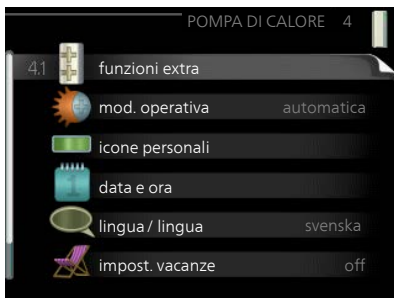 POMPA DI CALORE 4
4.1 funzioni extra
mod. operativa automatica
icone personali
data e ora
lingua / lingua svenska
impost. vacanze off